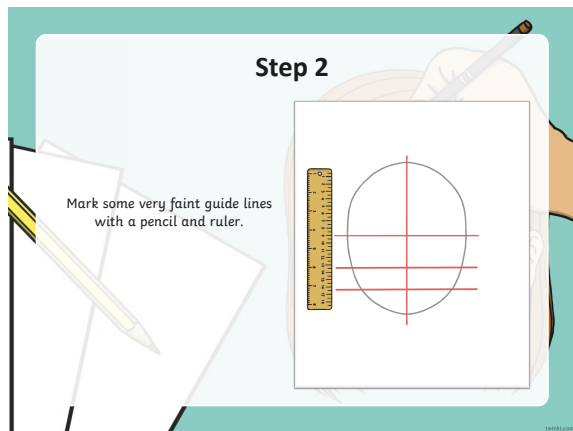 Step 2
Mark some very faint guide lines
with a pencil and ruler.
twinkl.com